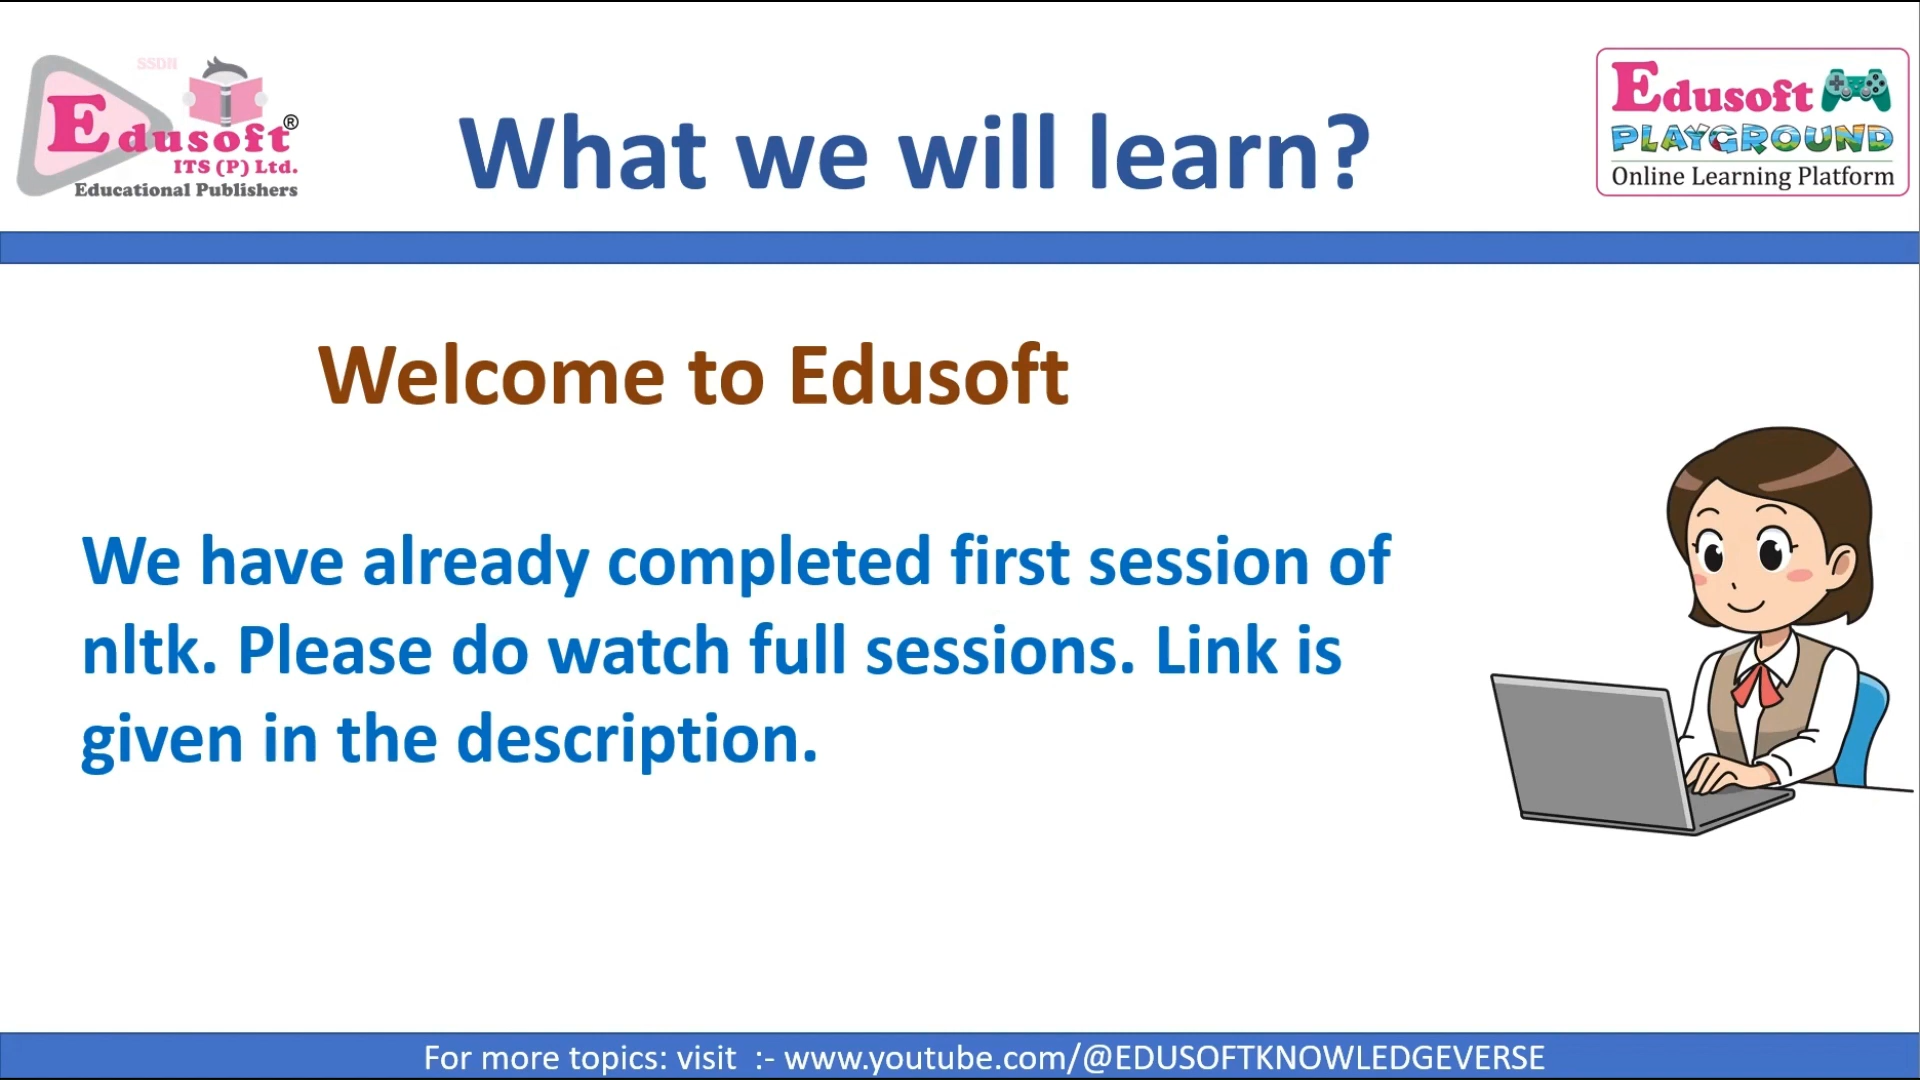 SSDN
Edusoft®
ITS (P) Ltd.
Educational Publishers
What we will learn?
Edusoft
PLAYGROUND
Online Learning Platform
Welcome to Edusoft
We have already completed first session of
nltk. Please do watch full sessions. Link is
given in the description.
For more topics: visit :- www.youtube.com/@EDUSOFTKNOWLEDGEVERSE